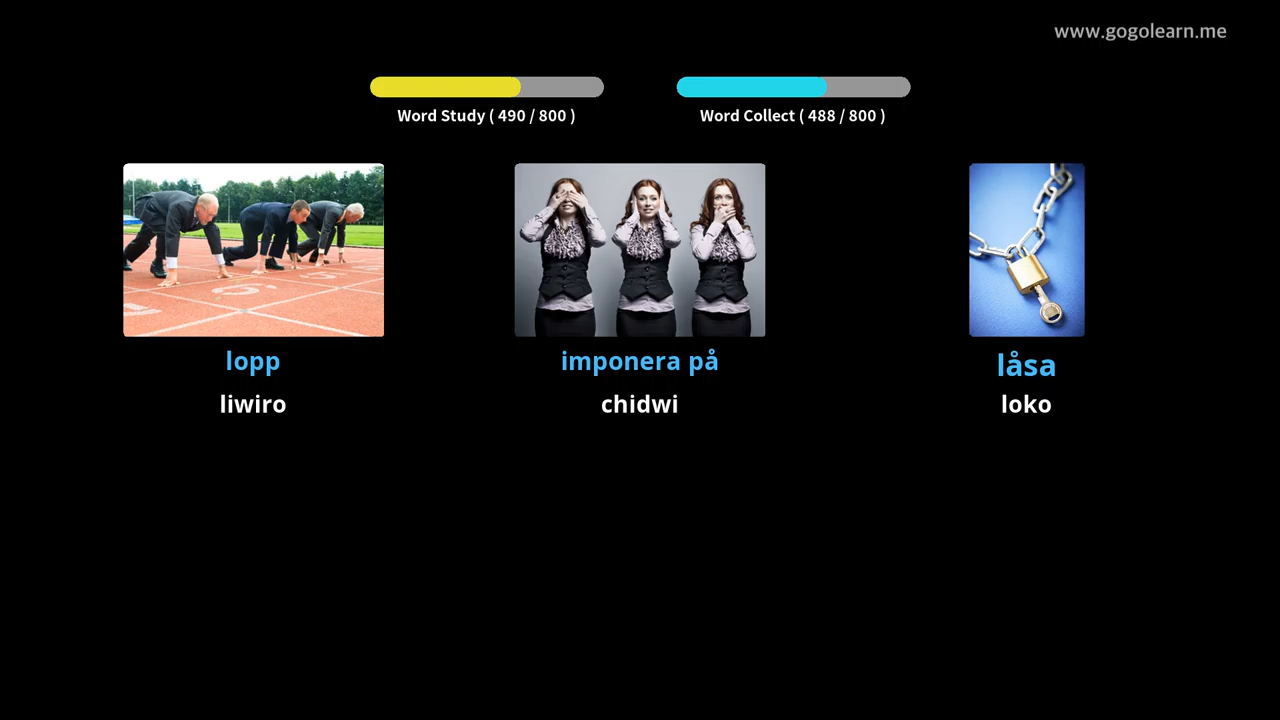 www.gogolearn.me
Word Study ( 490 / 800 )
Word Collect ( 488 / 800 )
lopp
imponera på
låsa
liwiro
chidwi
loko